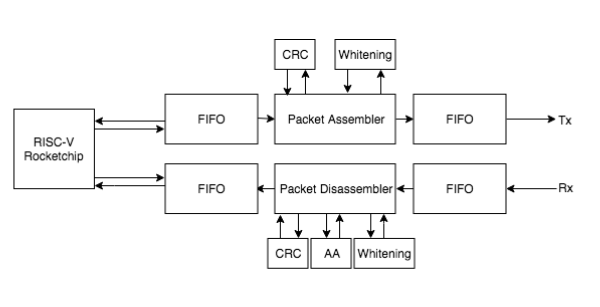 CRC
Whitening
RISC-V
Rocketchip
FIFO
Packet Assembler
FIFO
Tx
FIFO
Packet Disassembler
FIFO
Rx
CRC
AA
Whitening